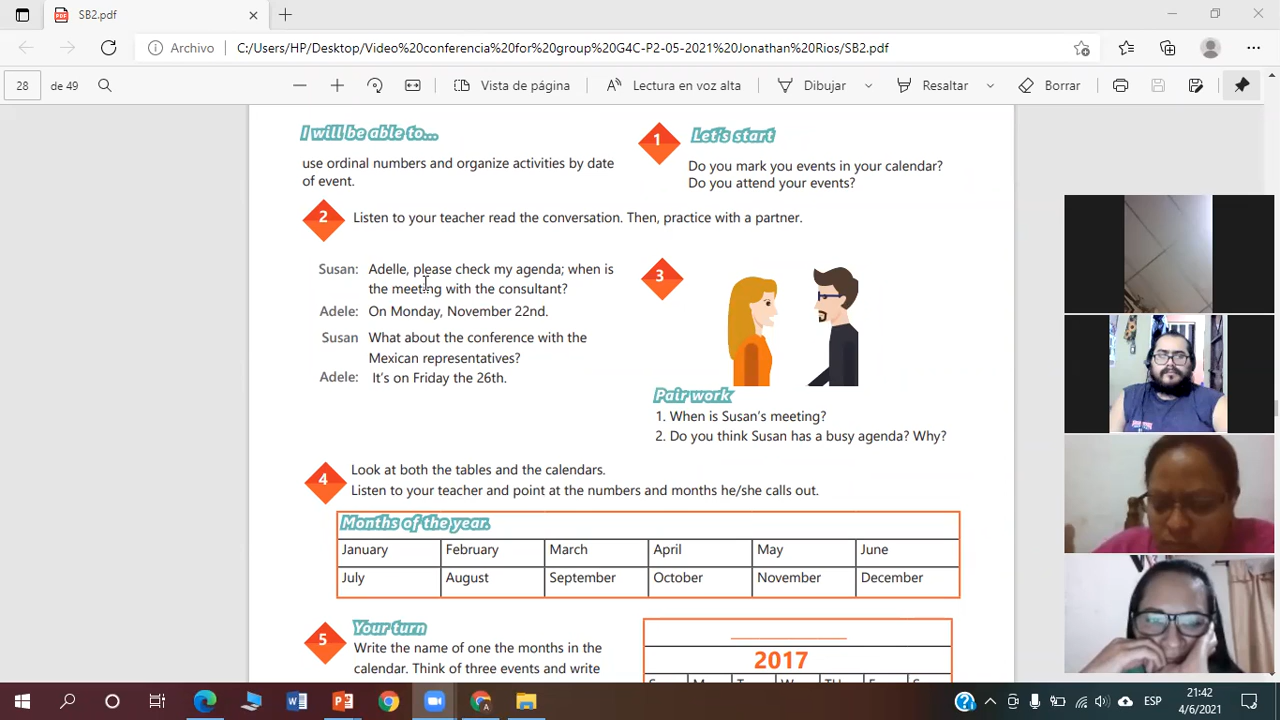 SB2.pdf
Archivo
C:/Users/HP/Desktop/Video%20conferencia%20for%20group%20G4C-P2-05-2021%20Jonathan%20Rios/SB2.pdf
28 de 49
Vista de página
Lectura en voz alta
Dibujar
Resaltar
Borrar
I will be able to...
use ordinal numbers and organize activities by date
of event.
1 Let's start
Do you mark you events in your calendar?
Do you attend your events?
2 Listen to your teacher read the conversation. Then, practice with a partner.
Susan: Adelle, please check my agenda; when is
the meeting with the consultant?
Adele: On Monday, November 22nd.
Susan What about the conference with the
Mexican representatives?
Adele: It's on Friday the 26th.
3
Pair work
1. When is Susan's meeting?
2. Do you think Susan has a busy agenda? Why?
4 Look at both the tables and the calendars.
Listen to your teacher and point at the numbers and months he/she calls out.
Months of the year.
January February March April May June
July August September October November December
5 Your turn
Write the name of one the months in the
calendar. Think of three events and write
2017
ESP
21:42
4/6/2021